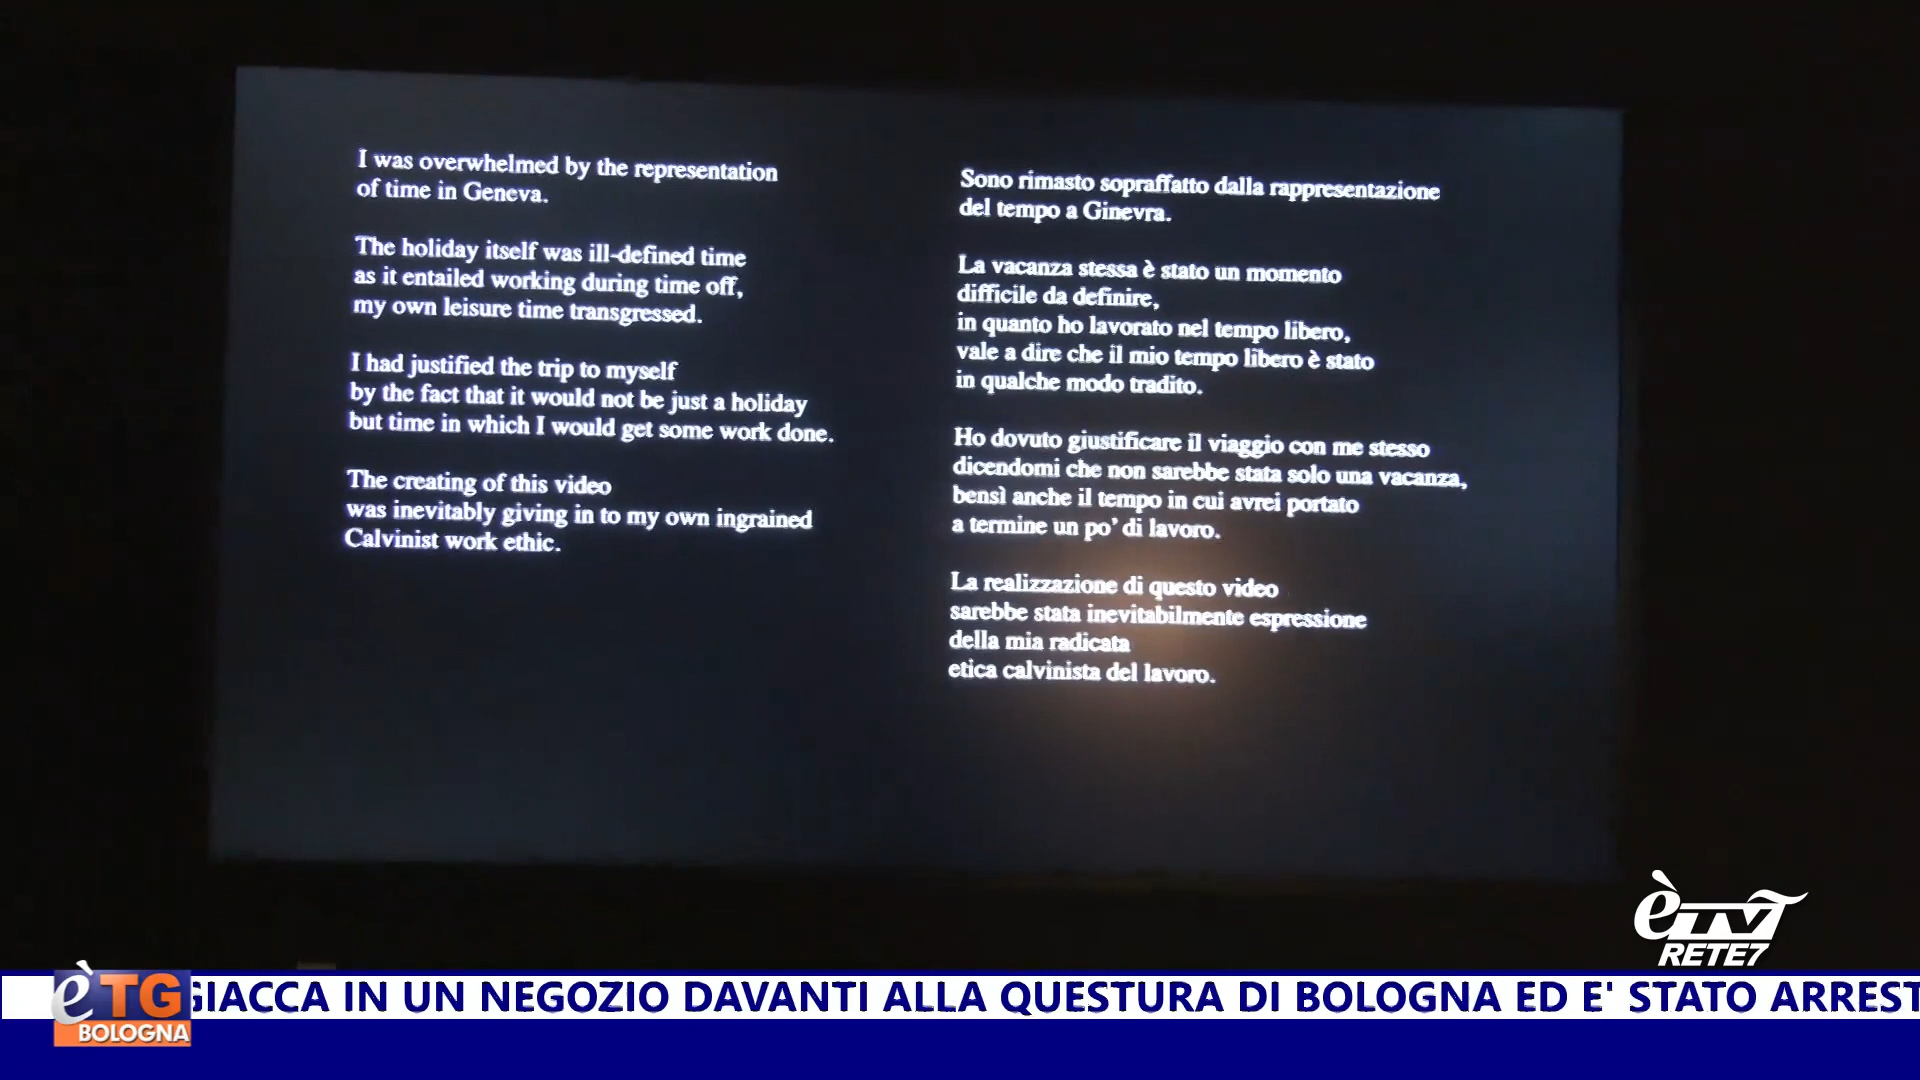 I was overwhelmed by the representation
of time in Geneva.
The holiday itself was ill-defined time
as it entailed working during time off,
my own leisure time transgressed.
I had justified the trip to myself
by the fact that it would not be just a holiday
but time in which I would get some work done.
The creating of this video
was inevitably giving in to my own ingrained
Calvinist work ethic.
Sono rimasto sopraffatto dalla rappresentazione
del tempo a Ginevra.
La vacanza stessa è stato un momento
difficile da definire,
in quanto ho lavorato nel tempo libero,
vale a dire che il mio tempo libero è stato
in qualche modo tradito.
Ho dovuto giustificare il viaggio con me stesso
dicendomi che non sarebbe stata solo una vacanza,
bensì anche il tempo in cui avrei portato
a termine un po' di lavoro.
La realizzazione di questo video
sarebbe stata inevitabilmente espressione
della mia radicata
etica calvinista del lavoro.
èTV
RETE7
èTG
BOLOGNA
GIACCA IN UN NEGOZIO DAVANTI ALLA QUESTURA DI BOLOGNA ED E' STATO ARREST